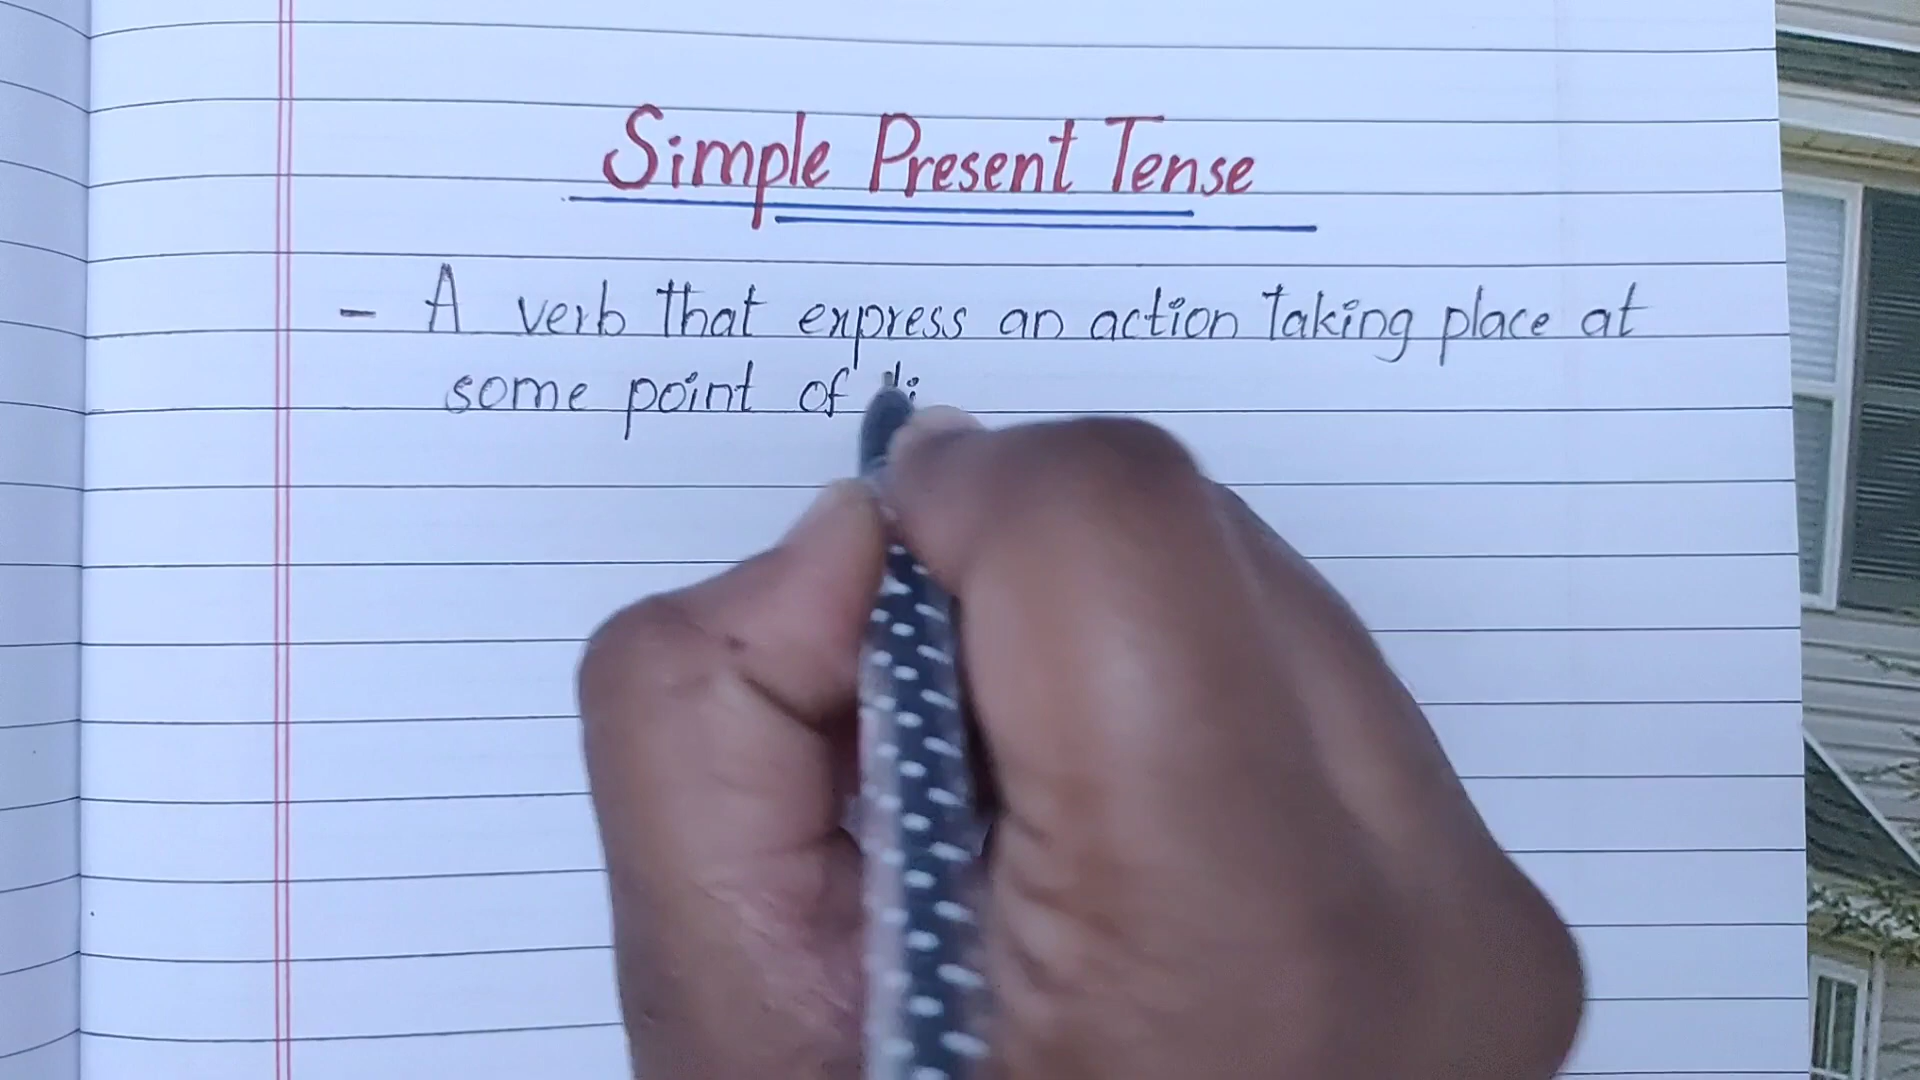 Simple Present Tense
- A verb that express an action taking place at
some point of